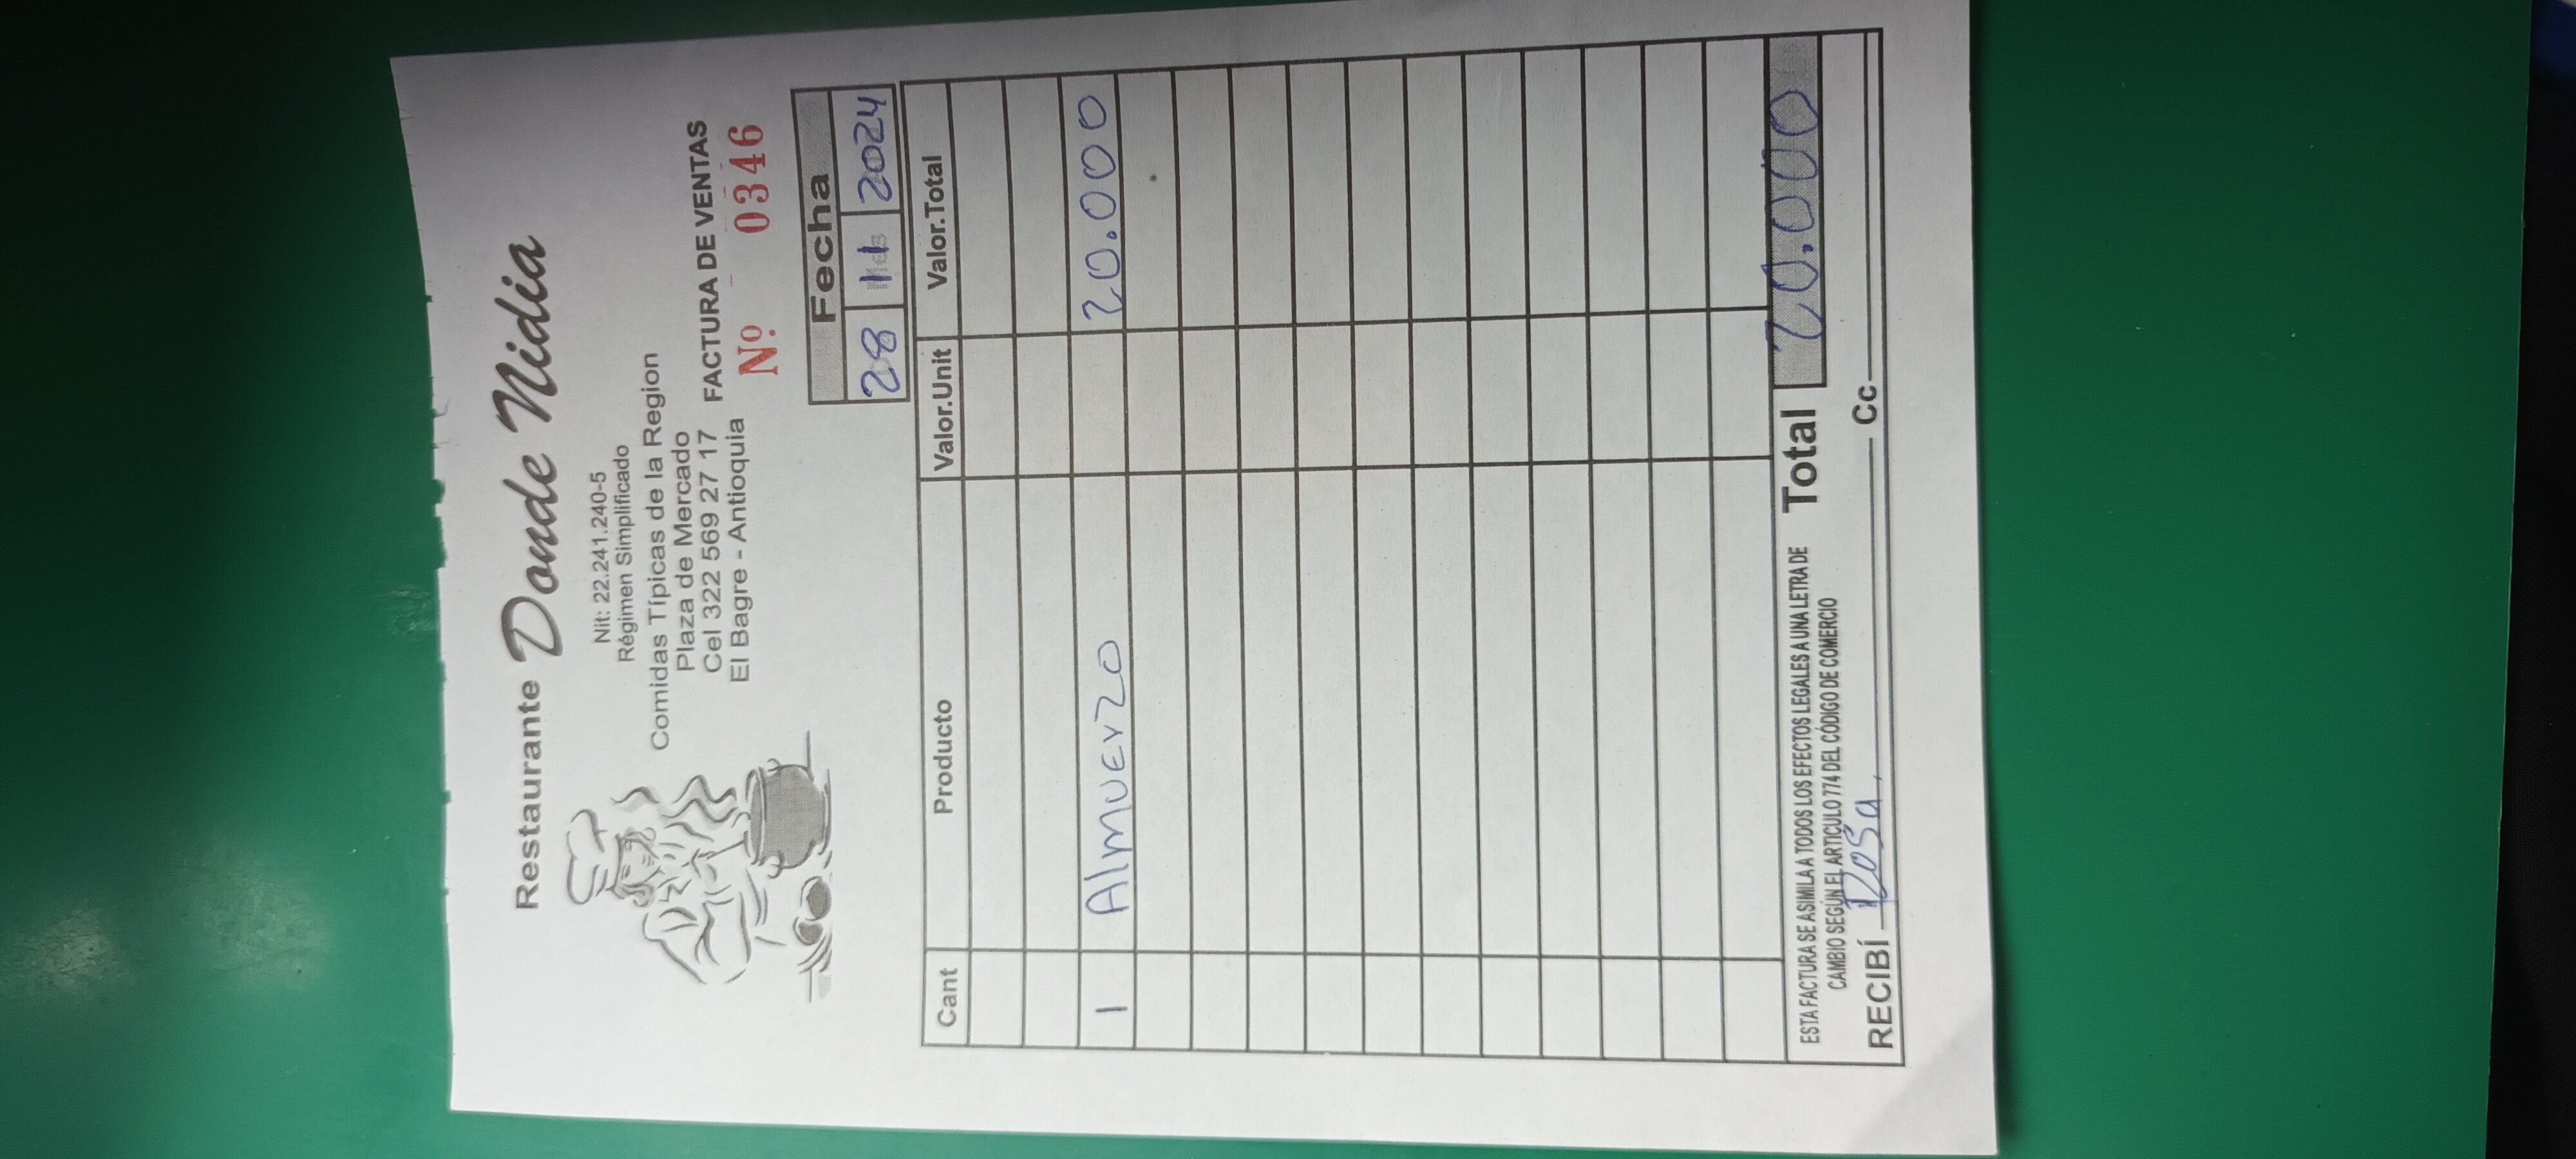 Restaurante Donde Nidia
Nit: 22.241.240-5
Régimen Simplificado
Comidas Típicas de la Region
Plaza de Mercado
Cel 322 569 27 17
El Bagre - Antioquia
FACTURA DE VENTAS
Nº. 0346
Fecha
28 11 2024
Cant Producto Valor.Unit Valor.Total
1 Almuerzo 20.000
ESTA FACTURA SE ASIMILA A TODOS LOS EFECTOS LEGALES A UNA LETRA DE
CAMBIO SEGÚN EL ARTICULO 774 DEL CÓDIGO DE COMERCIO
Total 20.000
RECIBÍ Rosa Cc